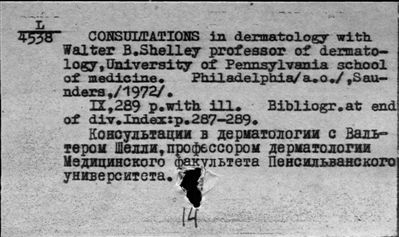 L
4538
CONSULTATIONS in dermatology with
Walter B.Shelley professor of dermato-
logy,University of Pennsylvania school
of medicine. Philadelphia/a.o./,Sau-
nders,/1972/.
IX,289 p.with ill. Bibliogr.at end
of div.Index:p.287-289.
Консультации в дерматологии с Валь-
тером Шелли,профессором дерматологии
Медицинского факультета Пенсильванского
университета.
14